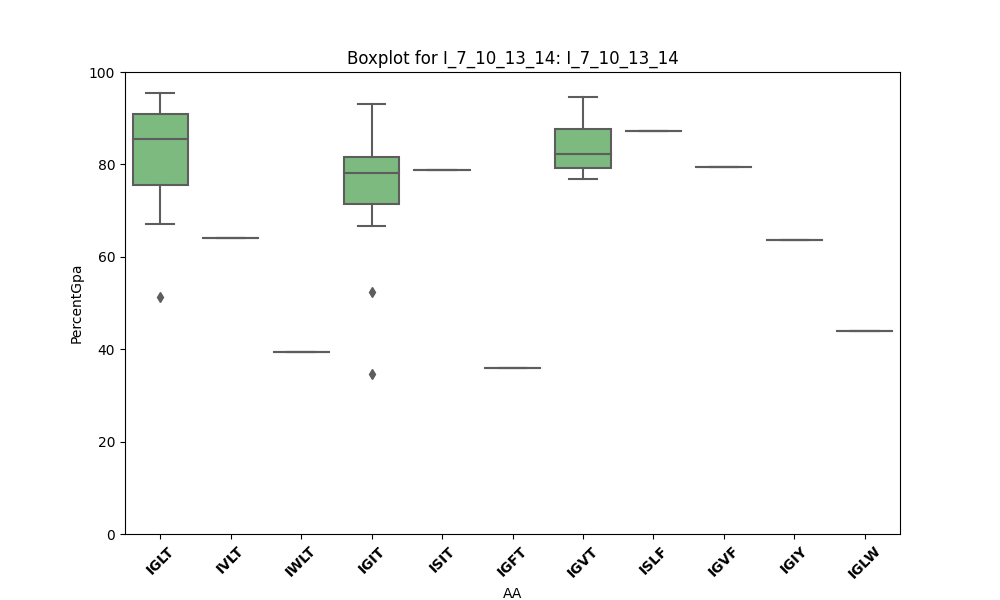 Boxplot for I_7_10_13_14: I_7_10_13_14
100
80
60
40
20
0
PercentGpa
IGLT
IVLT
IWLT
IGIT
ISIT
IGFT
IGVT
ISLF
IGVF
IGIY
IGLW
AA